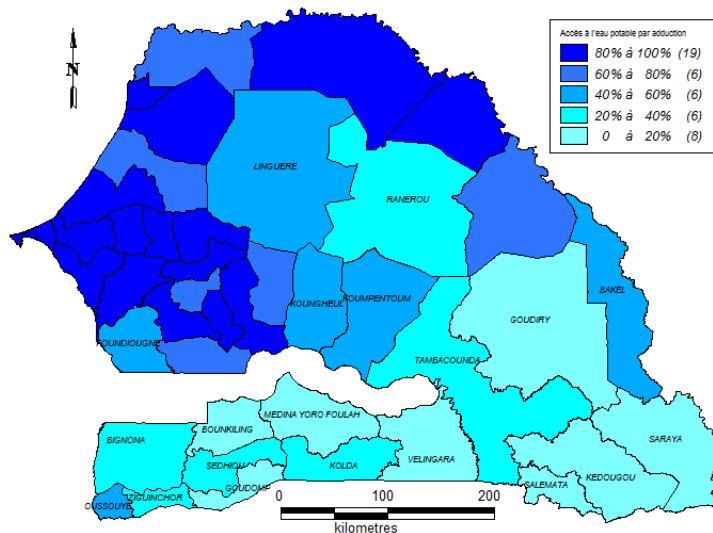 Accès à l'eau potable par adduction
80% à 100% (19)
60% à 80% (6)
40% à 60% (6)
20% à 40% (6)
0 à 20% (8)
N
LINGUERE
RANEROU
KOUNGHEUL
KOUMPENTOUM
BAKEL
GOUDIRY
FOUNDIOUGNE
TAMBACOUNDA
MEDINA YORO FOULAH
BOUNKILING
BIGNONA
SARAYA
VELINGARA
SEDHIOU
KOLDA
KEDOUGOU
SALEMATA
GOUDOMP
ZIGUINCHOR
OUSSOUYE
0 100 200
kilometres